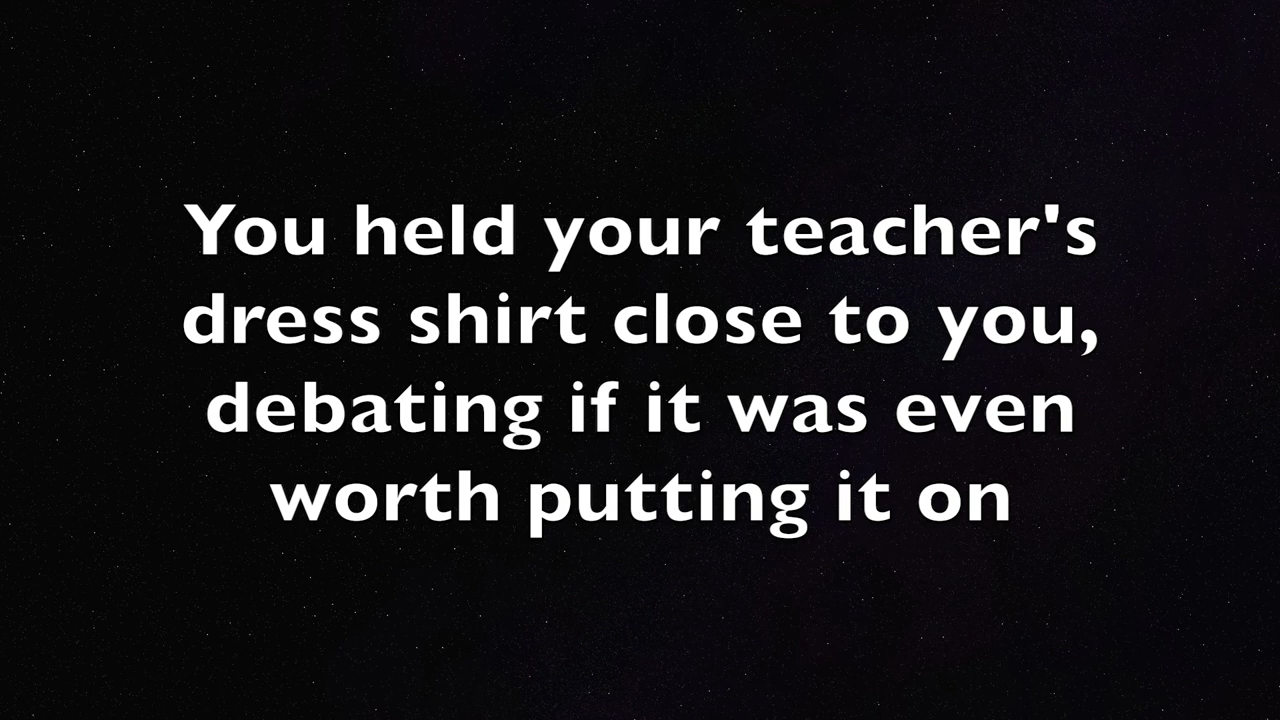 You held your teacher's
dress shirt close to you,
debating if it was even
worth putting it on